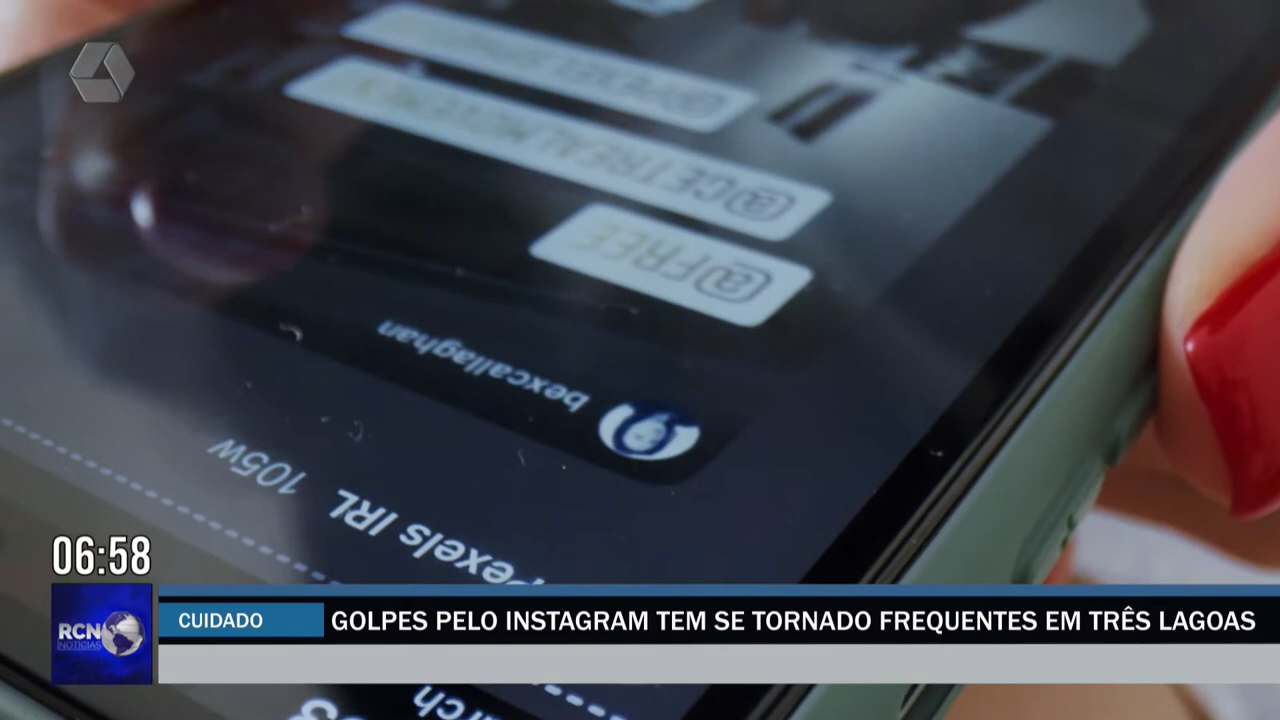 @FREE
bexcallaghan
Pexels IRL 105w
06:58
RCN
NOTÍCIAS
CUIDADO
GOLPES PELO INSTAGRAM TEM SE TORNADO FREQUENTES EM TRÊS LAGOAS